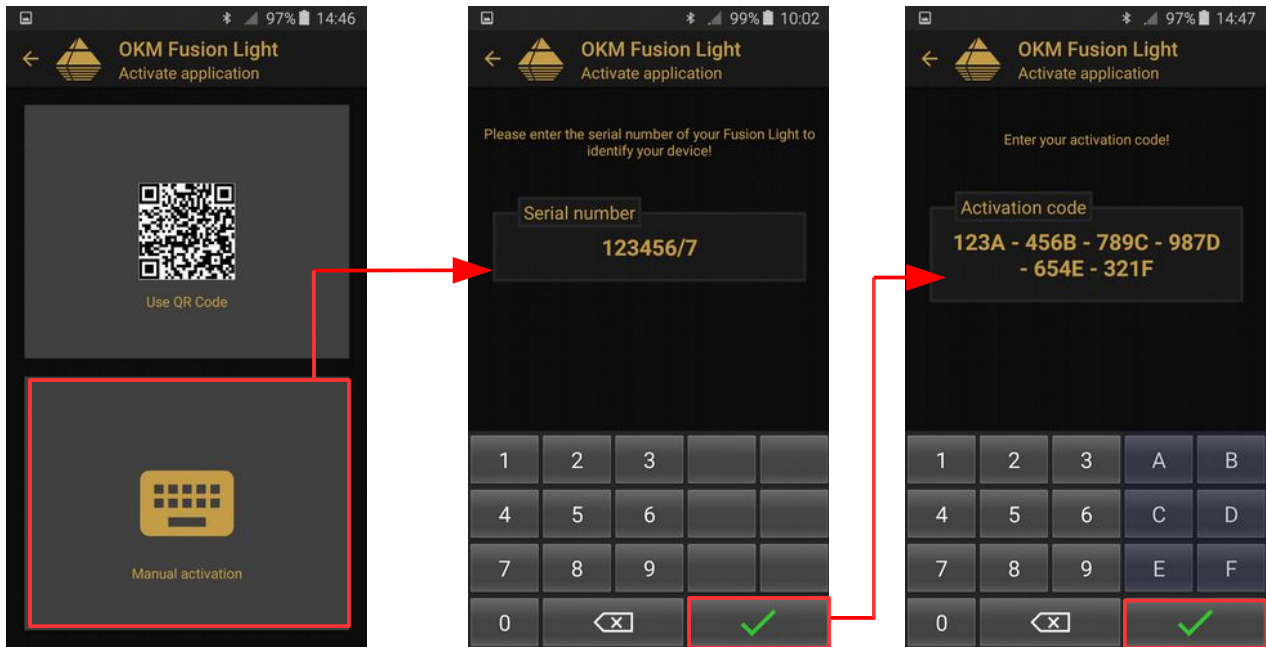 97% 14:46
OKM Fusion Light
Activate application
Use QR Code
Manual activation
99% 10:02
OKM Fusion Light
Activate application
Please enter the serial number of your Fusion Light to
identify your device!
Serial number
123456/7
1 2 3
4 5 6
7 8 9
0
97% 14:47
OKM Fusion Light
Activate application
Enter your activation code!
Activation code
123A - 456B - 789C - 987D
- 654E - 321F
1 2 3 A B
4 5 6 C D
7 8 9 E F
0